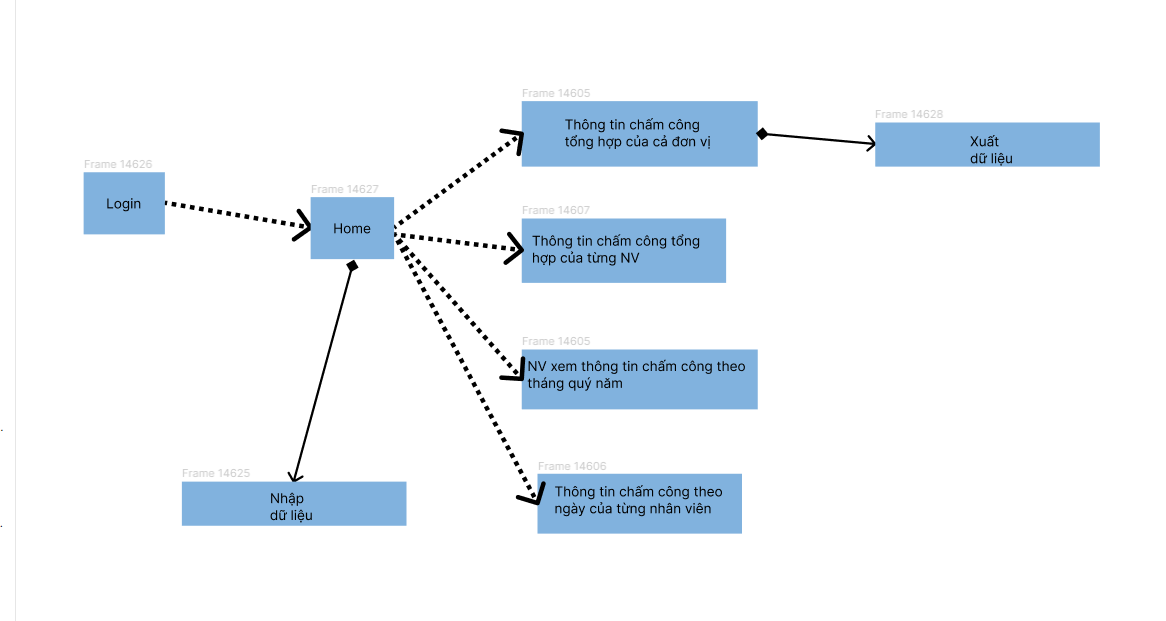 Frame 14605
Thông tin chấm công
tổng hợp của cả đơn vị
Frame 14628
Xuất
dữ liệu
Frame 14626
Login
Frame 14627
Home
Frame 14607
Thông tin chấm công tổng
hợp của từng NV
Frame 14605
NV xem thông tin chấm công theo
tháng quý năm
Frame 14625
Nhập
dữ liệu
Frame 14606
Thông tin chấm công theo
ngày của từng nhân viên